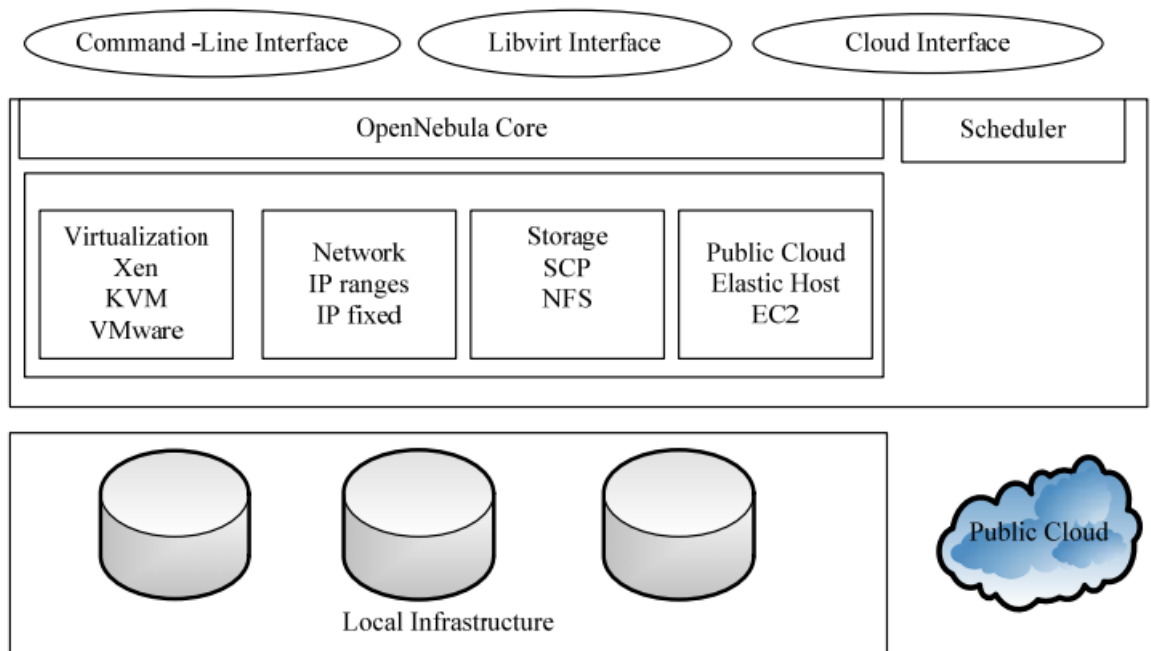 Command -Line Interface
Libvirt Interface
Cloud Interface
OpenNebula Core
Scheduler
Virtualization
Xen
KVM
VMware
Network
IP ranges
IP fixed
Storage
SCP
NFS
Public Cloud
Elastic Host
EC2
Local Infrastructure
Public Cloud